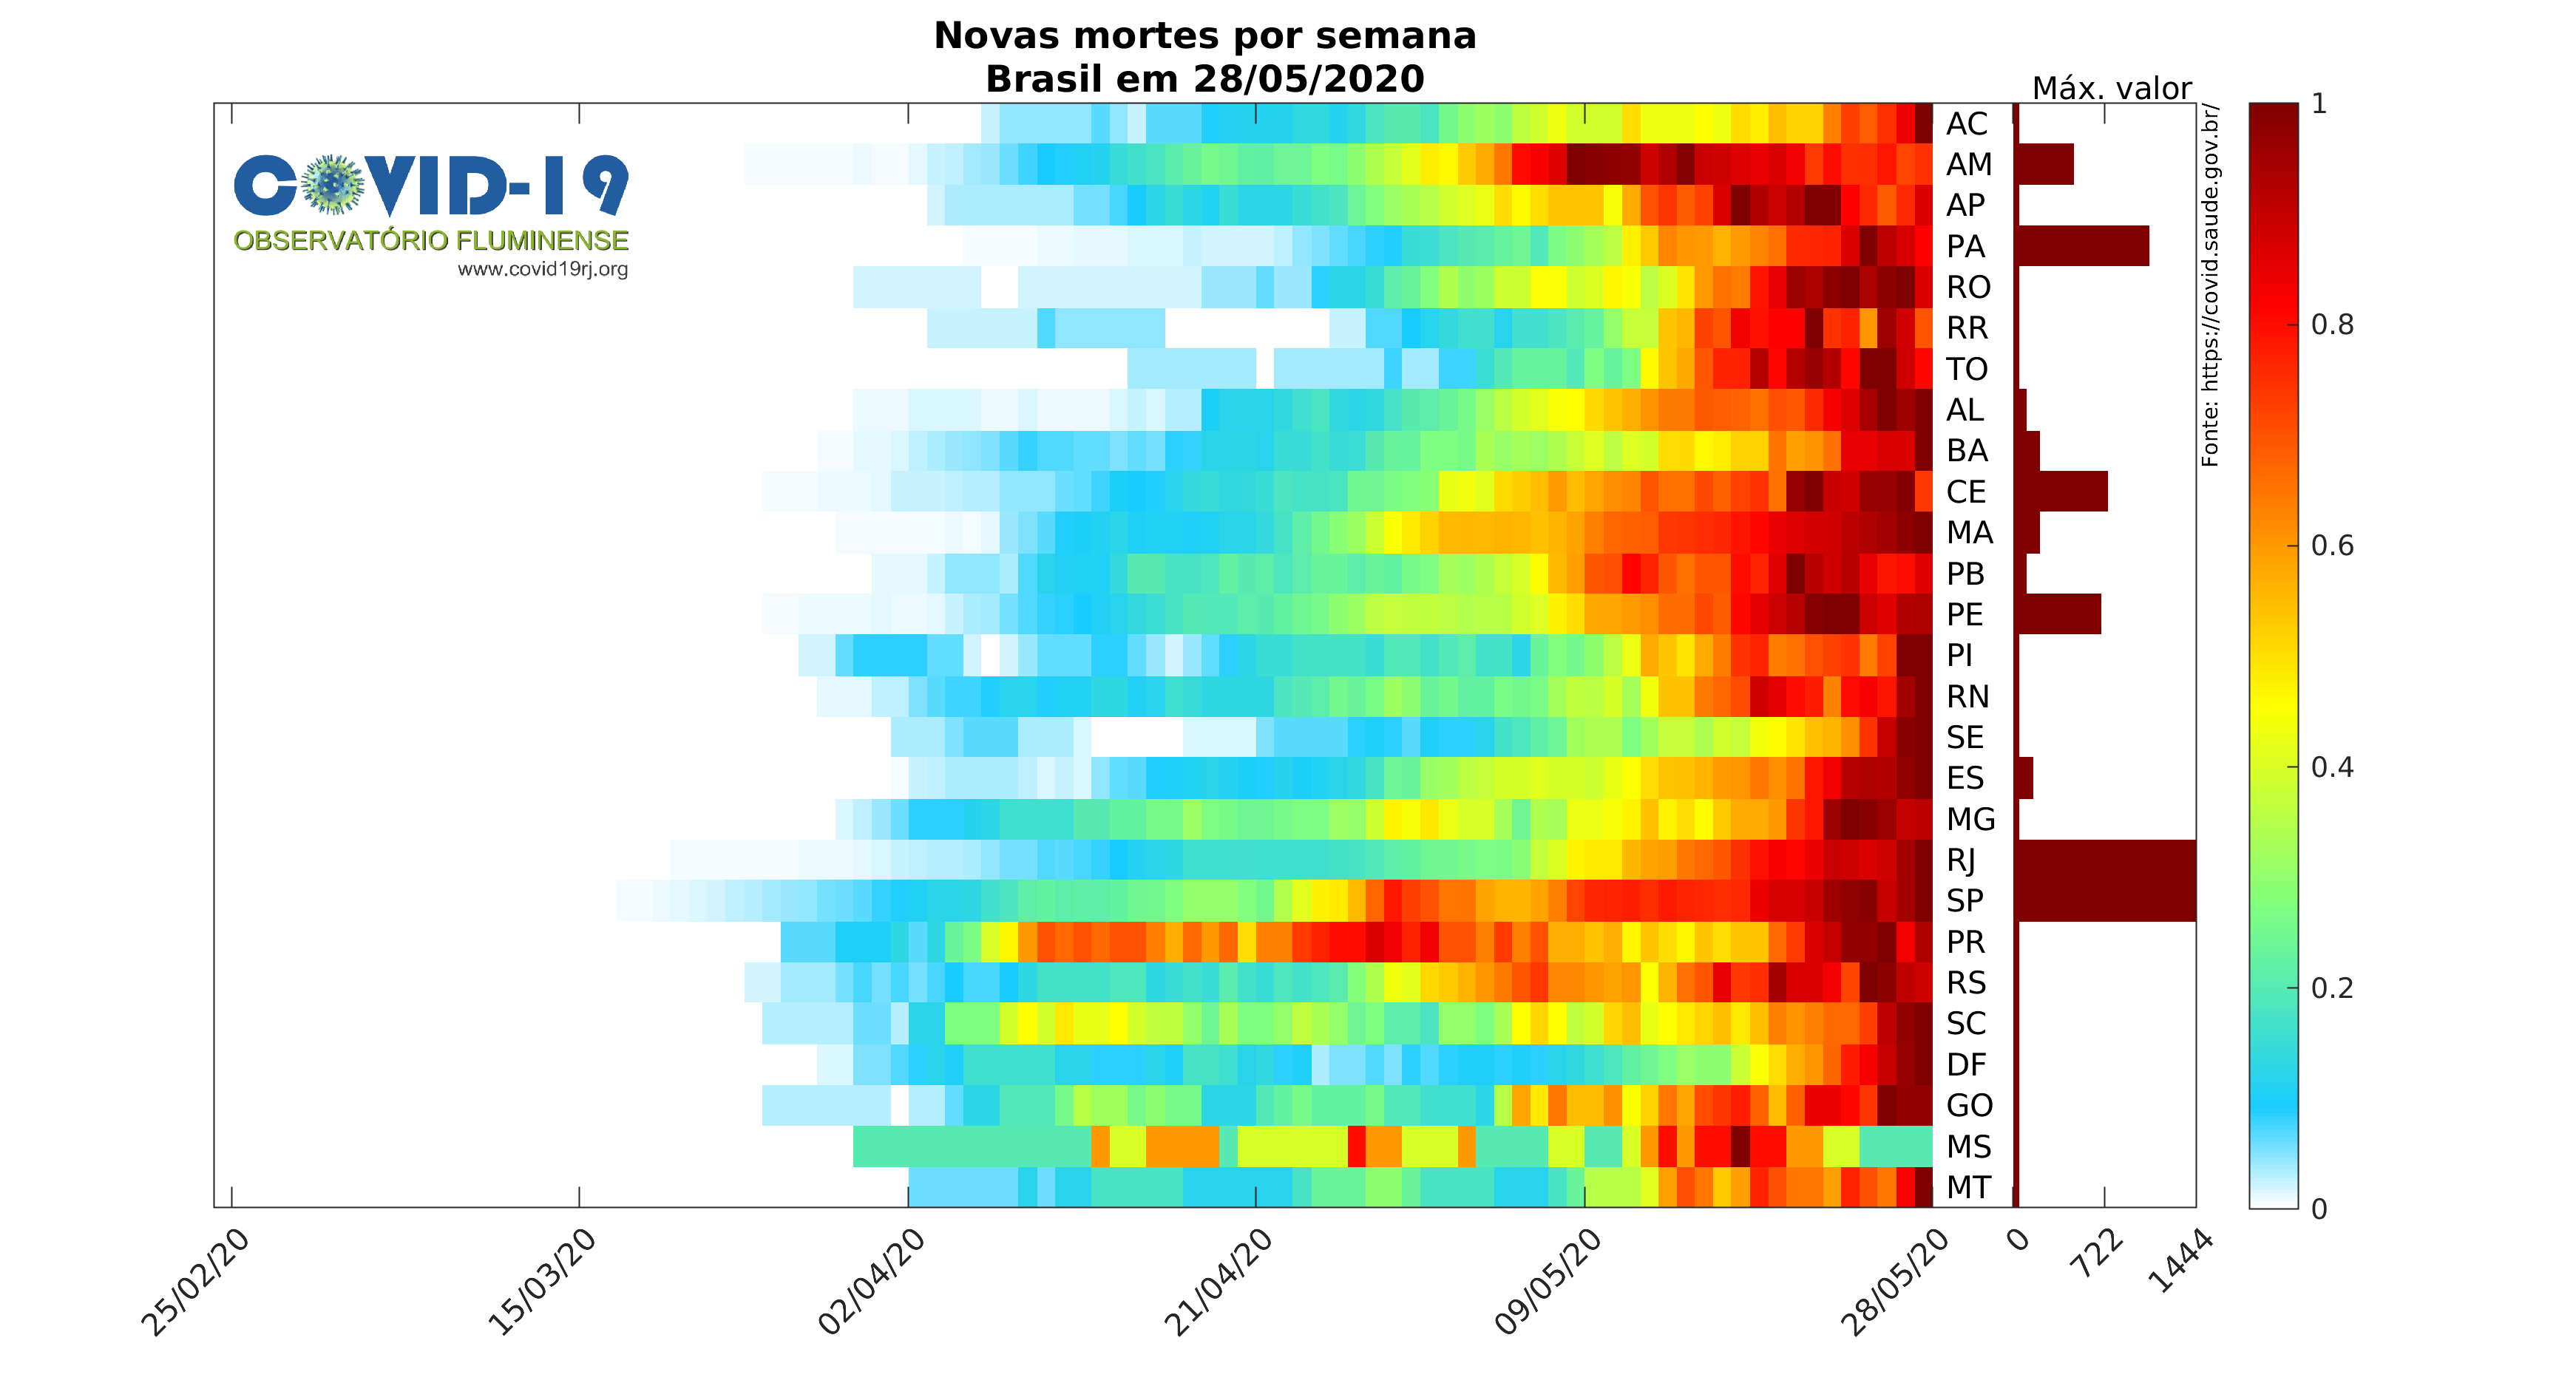 Novas mortes por semana
Brasil em 28/05/2020
COVID-19
OBSERVATÓRIO FLUMINENSE
www.covid19rj.org
AC
AM
AP
PA
RO
RR
TO
AL
BA
CE
MA
PB
PE
PI
RN
SE
ES
MG
RJ
SP
PR
RS
SC
DF
GO
MS
MT
Máx. valor
Fonte: https://covid.saude.gov.br/
1
0.8
0.6
0.4
0.2
0
25/02/20
15/03/20
02/04/20
21/04/20
09/05/20
28/05/20
0
722
1444